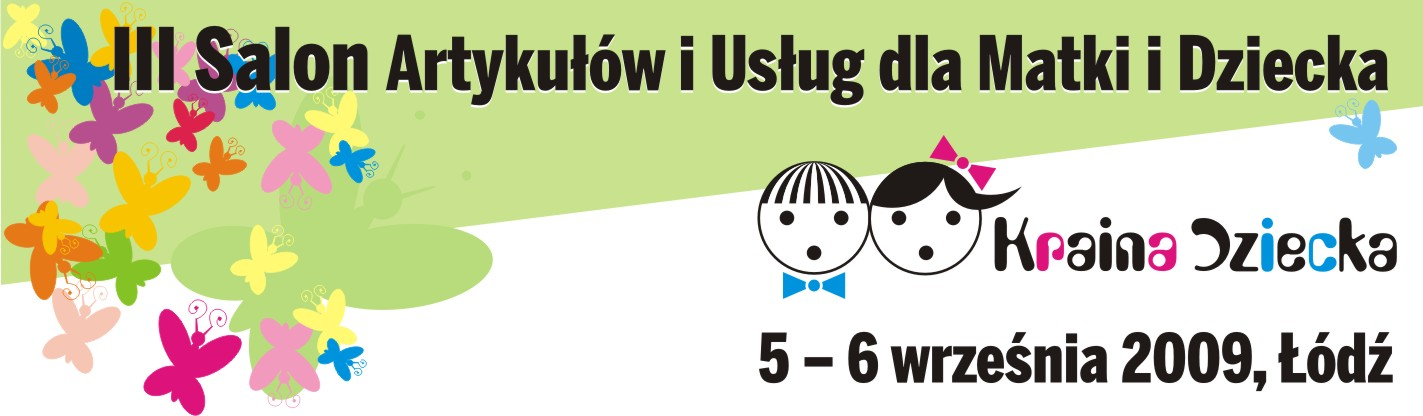 III Salon Artykułów i Usług dla Matki i Dziecka
Kraina Dziecka
5 – 6 września 2009, Łódź